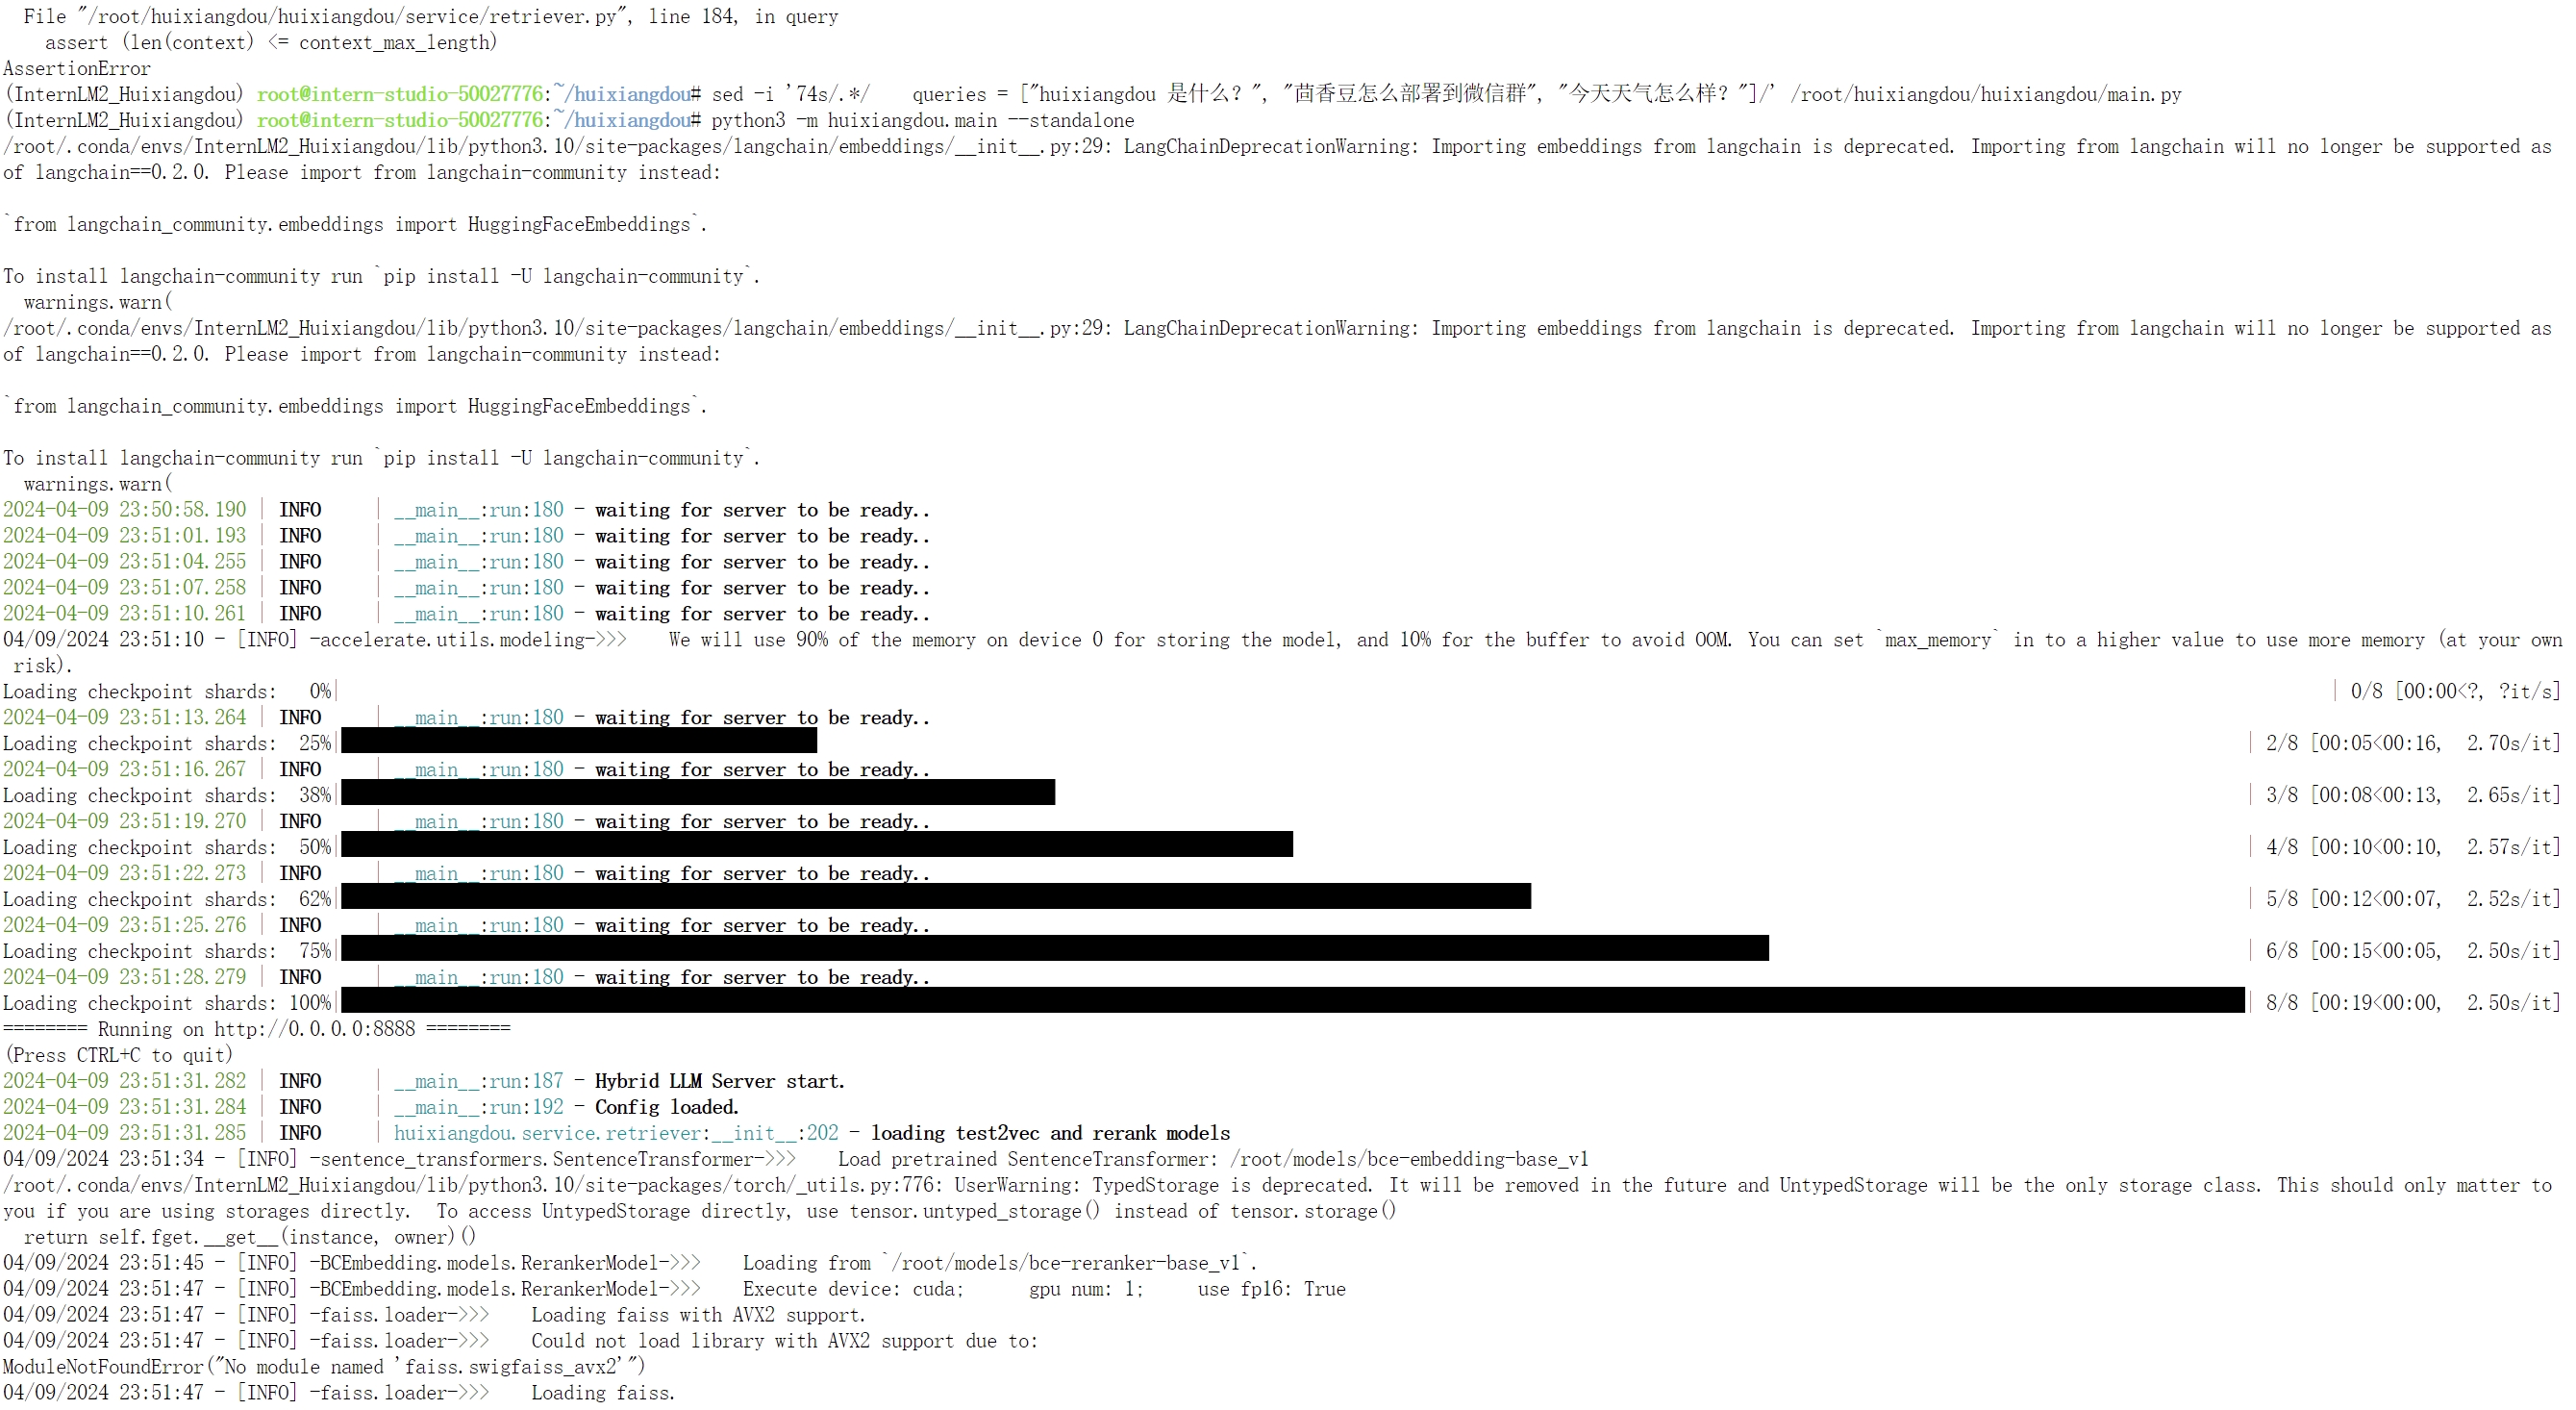 File "/root/huixiangdou/huixiangdou/service/retriever.py", line 184, in query
    assert (len(context) <= context_max_length)
AssertionError
(InternLM2_Huixiangdou) root@intern-studio-50027776:~/huixiangdou# sed -i '74s/.*/    queries = ["huixiangdou 是什么？", "茴香豆怎么部署到微信群", "今天天气怎么样？"]/' /root/huixiangdou/huixiangdou/main.py
(InternLM2_Huixiangdou) root@intern-studio-50027776:~/huixiangdou# python3 -m huixiangdou.main --standalone
/root/.conda/envs/InternLM2_Huixiangdou/lib/python3.10/site-packages/langchain/embeddings/__init__.py:29: LangChainDeprecationWarning: Importing embeddings from langchain is deprecated. Importing from langchain will no longer be supported as
of langchain==0.2.0. Please import from langchain-community instead:

`from langchain_community.embeddings import HuggingFaceEmbeddings`.

To install langchain-community run `pip install -U langchain-community`.
  warnings.warn(
/root/.conda/envs/InternLM2_Huixiangdou/lib/python3.10/site-packages/langchain/embeddings/__init__.py:29: LangChainDeprecationWarning: Importing embeddings from langchain is deprecated. Importing from langchain will no longer be supported as
of langchain==0.2.0. Please import from langchain-community instead:

`from langchain_community.embeddings import HuggingFaceEmbeddings`.

To install langchain-community run `pip install -U langchain-community`.
  warnings.warn(
2024-04-09 23:50:58.190 | INFO     | __main__:run:180 - waiting for server to be ready..
2024-04-09 23:51:01.193 | INFO     | __main__:run:180 - waiting for server to be ready..
2024-04-09 23:51:04.255 | INFO     | __main__:run:180 - waiting for server to be ready..
2024-04-09 23:51:07.258 | INFO     | __main__:run:180 - waiting for server to be ready..
2024-04-09 23:51:10.261 | INFO     | __main__:run:180 - waiting for server to be ready..
04/09/2024 23:51:10 - [INFO] -accelerate.utils.modeling->>>    We will use 90% of the memory on device 0 for storing the model, and 10% for the buffer to avoid OOM. You can set `max_memory` in to a higher value to use more memory (at your own
 risk).
Loading checkpoint shards:   0%| | 0/8 [00:00<?, ?it/s]
2024-04-09 23:51:13.264 | INFO     | __main__:run:180 - waiting for server to be ready..
Loading checkpoint shards:  25%| | 2/8 [00:05<00:16,  2.70s/it]
2024-04-09 23:51:16.267 | INFO     | __main__:run:180 - waiting for server to be ready..
Loading checkpoint shards:  38%| | 3/8 [00:08<00:13,  2.65s/it]
2024-04-09 23:51:19.270 | INFO     | __main__:run:180 - waiting for server to be ready..
Loading checkpoint shards:  50%| | 4/8 [00:10<00:10,  2.57s/it]
2024-04-09 23:51:22.273 | INFO     | __main__:run:180 - waiting for server to be ready..
Loading checkpoint shards:  62%| | 5/8 [00:12<00:07,  2.52s/it]
2024-04-09 23:51:25.276 | INFO     | __main__:run:180 - waiting for server to be ready..
Loading checkpoint shards:  75%| | 6/8 [00:15<00:05,  2.50s/it]
2024-04-09 23:51:28.279 | INFO     | __main__:run:180 - waiting for server to be ready..
Loading checkpoint shards: 100%| | 8/8 [00:19<00:00,  2.50s/it]
======== Running on http://0.0.0.0:8888 ========
(Press CTRL+C to quit)
2024-04-09 23:51:31.282 | INFO     | __main__:run:187 - Hybrid LLM Server start.
2024-04-09 23:51:31.284 | INFO     | __main__:run:192 - Config loaded.
2024-04-09 23:51:31.285 | INFO     | huixiangdou.service.retriever:__init__:202 - loading test2vec and rerank models
04/09/2024 23:51:34 - [INFO] -sentence_transformers.SentenceTransformer->>>    Load pretrained SentenceTransformer: /root/models/bce-embedding-base_v1
/root/.conda/envs/InternLM2_Huixiangdou/lib/python3.10/site-packages/torch/_utils.py:776: UserWarning: TypedStorage is deprecated. It will be removed in the future and UntypedStorage will be the only storage class. This should only matter to
you if you are using storages directly.  To access UntypedStorage directly, use tensor.untyped_storage() instead of tensor.storage()
  return self.fget.__get__(instance, owner)()
04/09/2024 23:51:45 - [INFO] -BCEmbedding.models.RerankerModel->>>    Loading from `/root/models/bce-reranker-base_v1`.
04/09/2024 23:51:47 - [INFO] -BCEmbedding.models.RerankerModel->>>    Execute device: cuda;      gpu num: 1;     use fp16: True
04/09/2024 23:51:47 - [INFO] -faiss.loader->>>    Loading faiss with AVX2 support.
04/09/2024 23:51:47 - [INFO] -faiss.loader->>>    Could not load library with AVX2 support due to:
ModuleNotFoundError("No module named 'faiss.swigfaiss_avx2'")
04/09/2024 23:51:47 - [INFO] -faiss.loader->>>    Loading faiss.